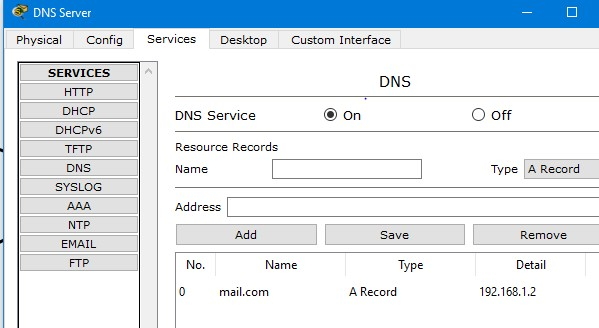 DNS Server
Physical Config Services Desktop Custom Interface
SERVICES
HTTP
DHCP
DHCPv6
TFTP
DNS
SYSLOG
AAA
NTP
EMAIL
FTP
DNS
DNS Service On Off
Resource Records
Name Type A Record
Address
Add Save Remove
No. Name Type Detail
0 mail.com A Record 192.168.1.2